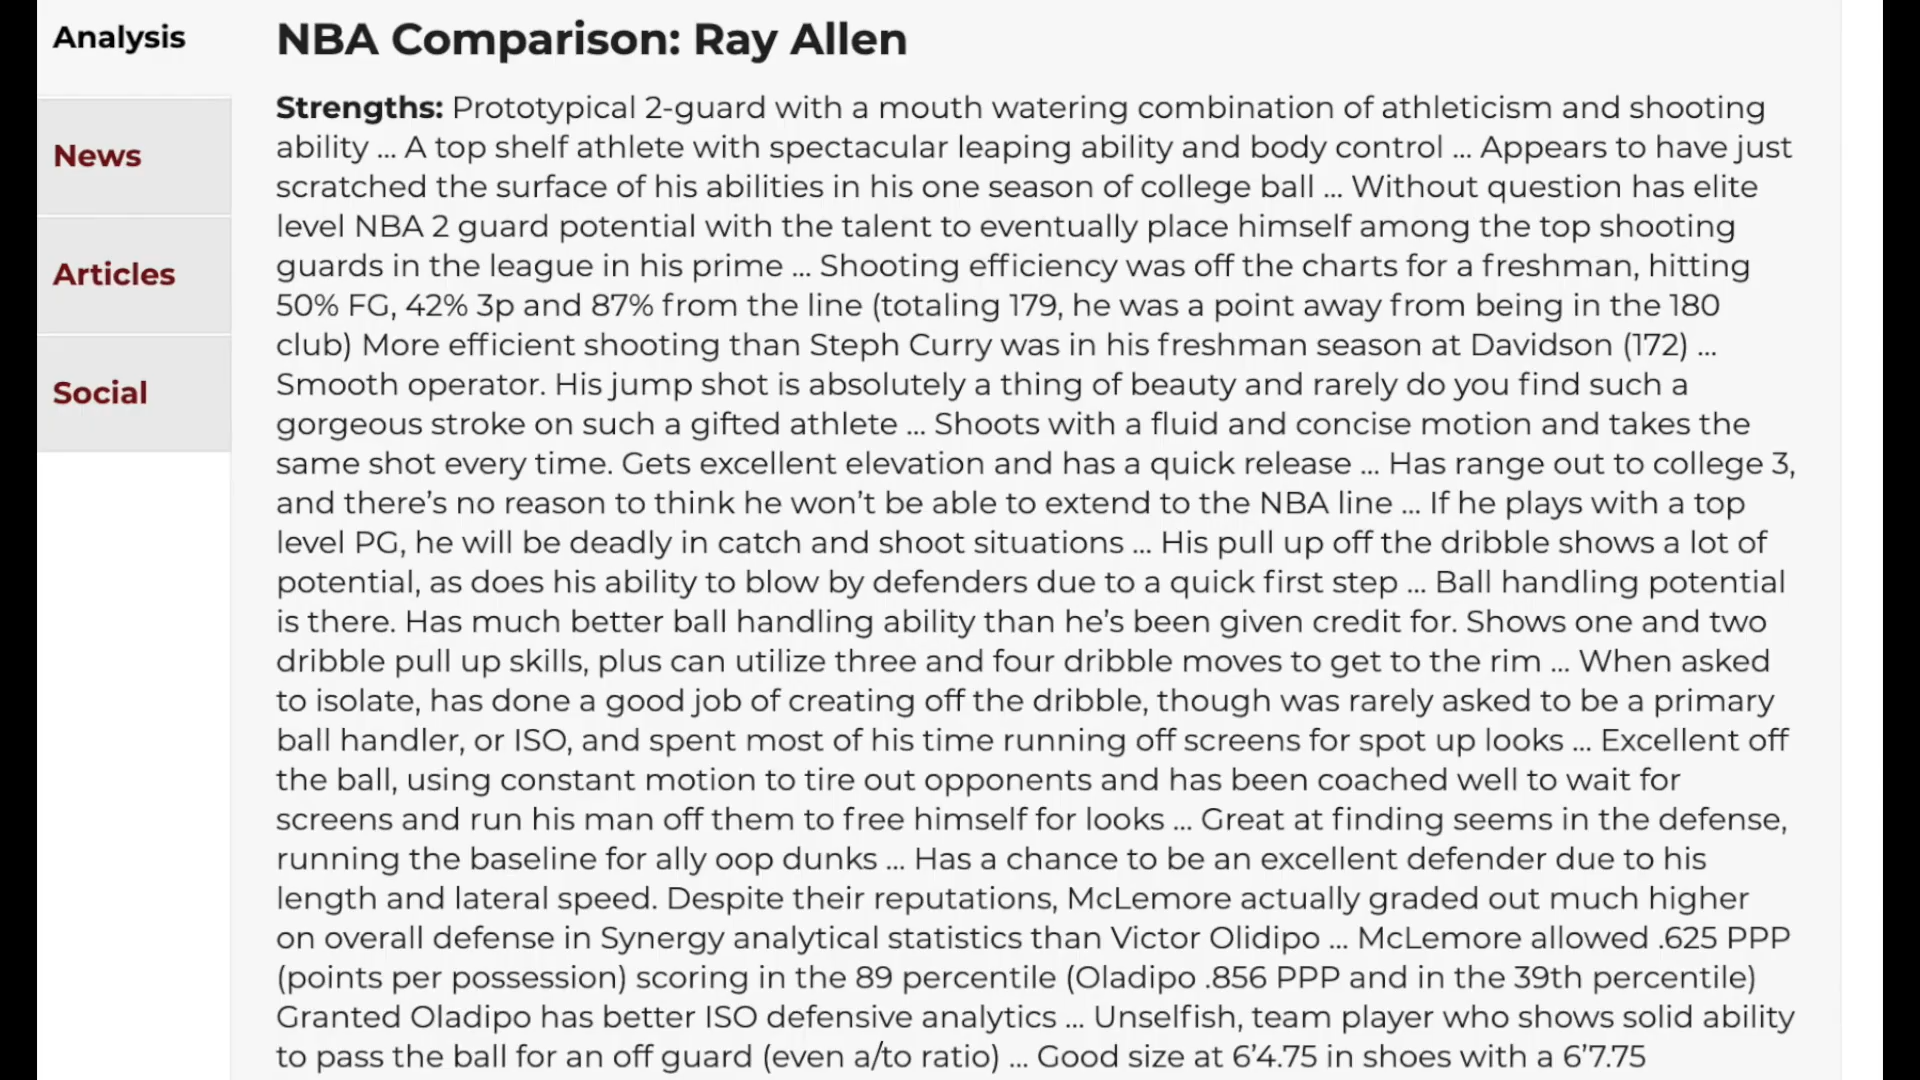 Analysis
News
Articles
Social
NBA Comparison: Ray Allen
Strengths: Prototypical 2-guard with a mouth watering combination of athleticism and shooting
ability ... A top shelf athlete with spectacular leaping ability and body control ... Appears to have just
scratched the surface of his abilities in his one season of college ball ... Without question has elite
level NBA 2 guard potential with the talent to eventually place himself among the top shooting
guards in the league in his prime ... Shooting efficiency was off the charts for a freshman, hitting
50% FG, 42% 3p and 87% from the line (totaling 179, he was a point away from being in the 180
club) More efficient shooting than Steph Curry was in his freshman season at Davidson (172) ...
Smooth operator. His jump shot is absolutely a thing of beauty and rarely do you find such a
gorgeous stroke on such a gifted athlete ... Shoots with a fluid and concise motion and takes the
same shot every time. Gets excellent elevation and has a quick release ... Has range out to college 3,
and there’s no reason to think he won’t be able to extend to the NBA line ... If he plays with a top
level PG, he will be deadly in catch and shoot situations ... His pull up off the dribble shows a lot of
potential, as does his ability to blow by defenders due to a quick first step ... Ball handling potential
is there. Has much better ball handling ability than he’s been given credit for. Shows one and two
dribble pull up skills, plus can utilize three and four dribble moves to get to the rim ... When asked
to isolate, has done a good job of creating off the dribble, though was rarely asked to be a primary
ball handler, or ISO, and spent most of his time running off screens for spot up looks ... Excellent off
the ball, using constant motion to tire out opponents and has been coached well to wait for
screens and run his man off them to free himself for looks ... Great at finding seems in the defense,
running the baseline for ally oop dunks ... Has a chance to be an excellent defender due to his
length and lateral speed. Despite their reputations, McLemore actually graded out much higher
on overall defense in Synergy analytical statistics than Victor Olidipo ... McLemore allowed .625 PPP
(points per possession) scoring in the 89 percentile (Oladipo .856 PPP and in the 39th percentile)
Granted Oladipo has better ISO defensive analytics ... Unselfish, team player who shows solid ability
to pass the ball for an off guard (even a/to ratio) ... Good size at 6’4.75 in shoes with a 6’7.75